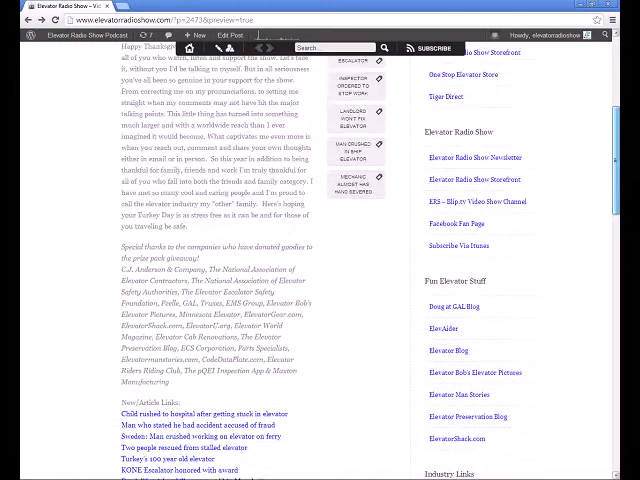 Elevator Radio Show – Vi
www.elevatorradioshow.com/?p=2473&preview=true
Elevator Radio Show Podcast 7 0 + New Edit Post Howdy, elevatorradioshow
Search... SUBSCRIBE
Happy Thanksgiv
all of you who watch, listen and support the show. Let's face
it, without you I'd be talking to myself. But in all seriousness
you've all been so genuine in your support for the show.
From correcting me on my pronunciations, to setting me
straight when my comments may not have hit the major
talking points. This little thing has turned into something
much larger and with a worldwide reach than I ever
imagined it would become. What captivates me even more is
when you reach out, comment and share your own thoughts
either in email or in person. So this year in addition to being
thankful for family, friends and work I'm truly thankful for
all of you who fall into both the friends and family category. I
have met so many cool and caring people and I'm proud to
call the elevator industry my "other" family. Here's hoping
your Turkey Day is as stress free as it can be and for those of
you traveling be safe.
Special thanks to the companies who have donated goodies to
the prize pack giveaway!
C.J. Anderson & Company, The National Association of
Elevator Contractors, The National Association of Elevator
Safety Authorities, The Elevator Escalator Safety
Foundation, Peelle, GAL, Truxes, EMS Group, Elevator Bob's
Elevator Pictures, Minnesota Elevator, ElevatorGear.com,
ElevatorShack.com, ElevatorU.org, Elevator World
Magazine, Elevator Cab Renovations, The Elevator
Preservation Blog, ECS Corporation, Parts Specialists,
Elevatormanstories.com, CodeDataPlate.com, Elevator
Riders Riding Club, The pQEI Inspection App & Maxton
Manufacturing
New/Article Links:
Child rushed to hospital after getting stuck in elevator
Man who stated he had accident accused of fraud
Sweden: Man crushed working on elevator on ferry
Two people rescued from stalled elevator
Turkey's 100 year old elevator
KONE Escalator honored with award
ESCALATOR
INSPECTOR
ORDERED TO
STOP WORK
LANDLORD
WON'T FIX
ELEVATOR
MAN CRUSHED
IN SHIP
ELEVATOR
MECHANIC
ALMOST HAS
HAND SEVERED
Radio Show Storefront
One Stop Elevator Store
Tiger Direct
Elevator Radio Show
Elevator Radio Show Newsletter
Elevator Radio Show Storefront
ERS – Blip.tv Video Show Channel
Facebook Fan Page
Subscribe Via Itunes
Fun Elevator Stuff
Doug at GAL Blog
ElevAider
Elevator Blog
Elevator Bob's Elevator Pictures
Elevator Man Stories
Elevator Preservation Blog
ElevatorShack.com
Industry Links